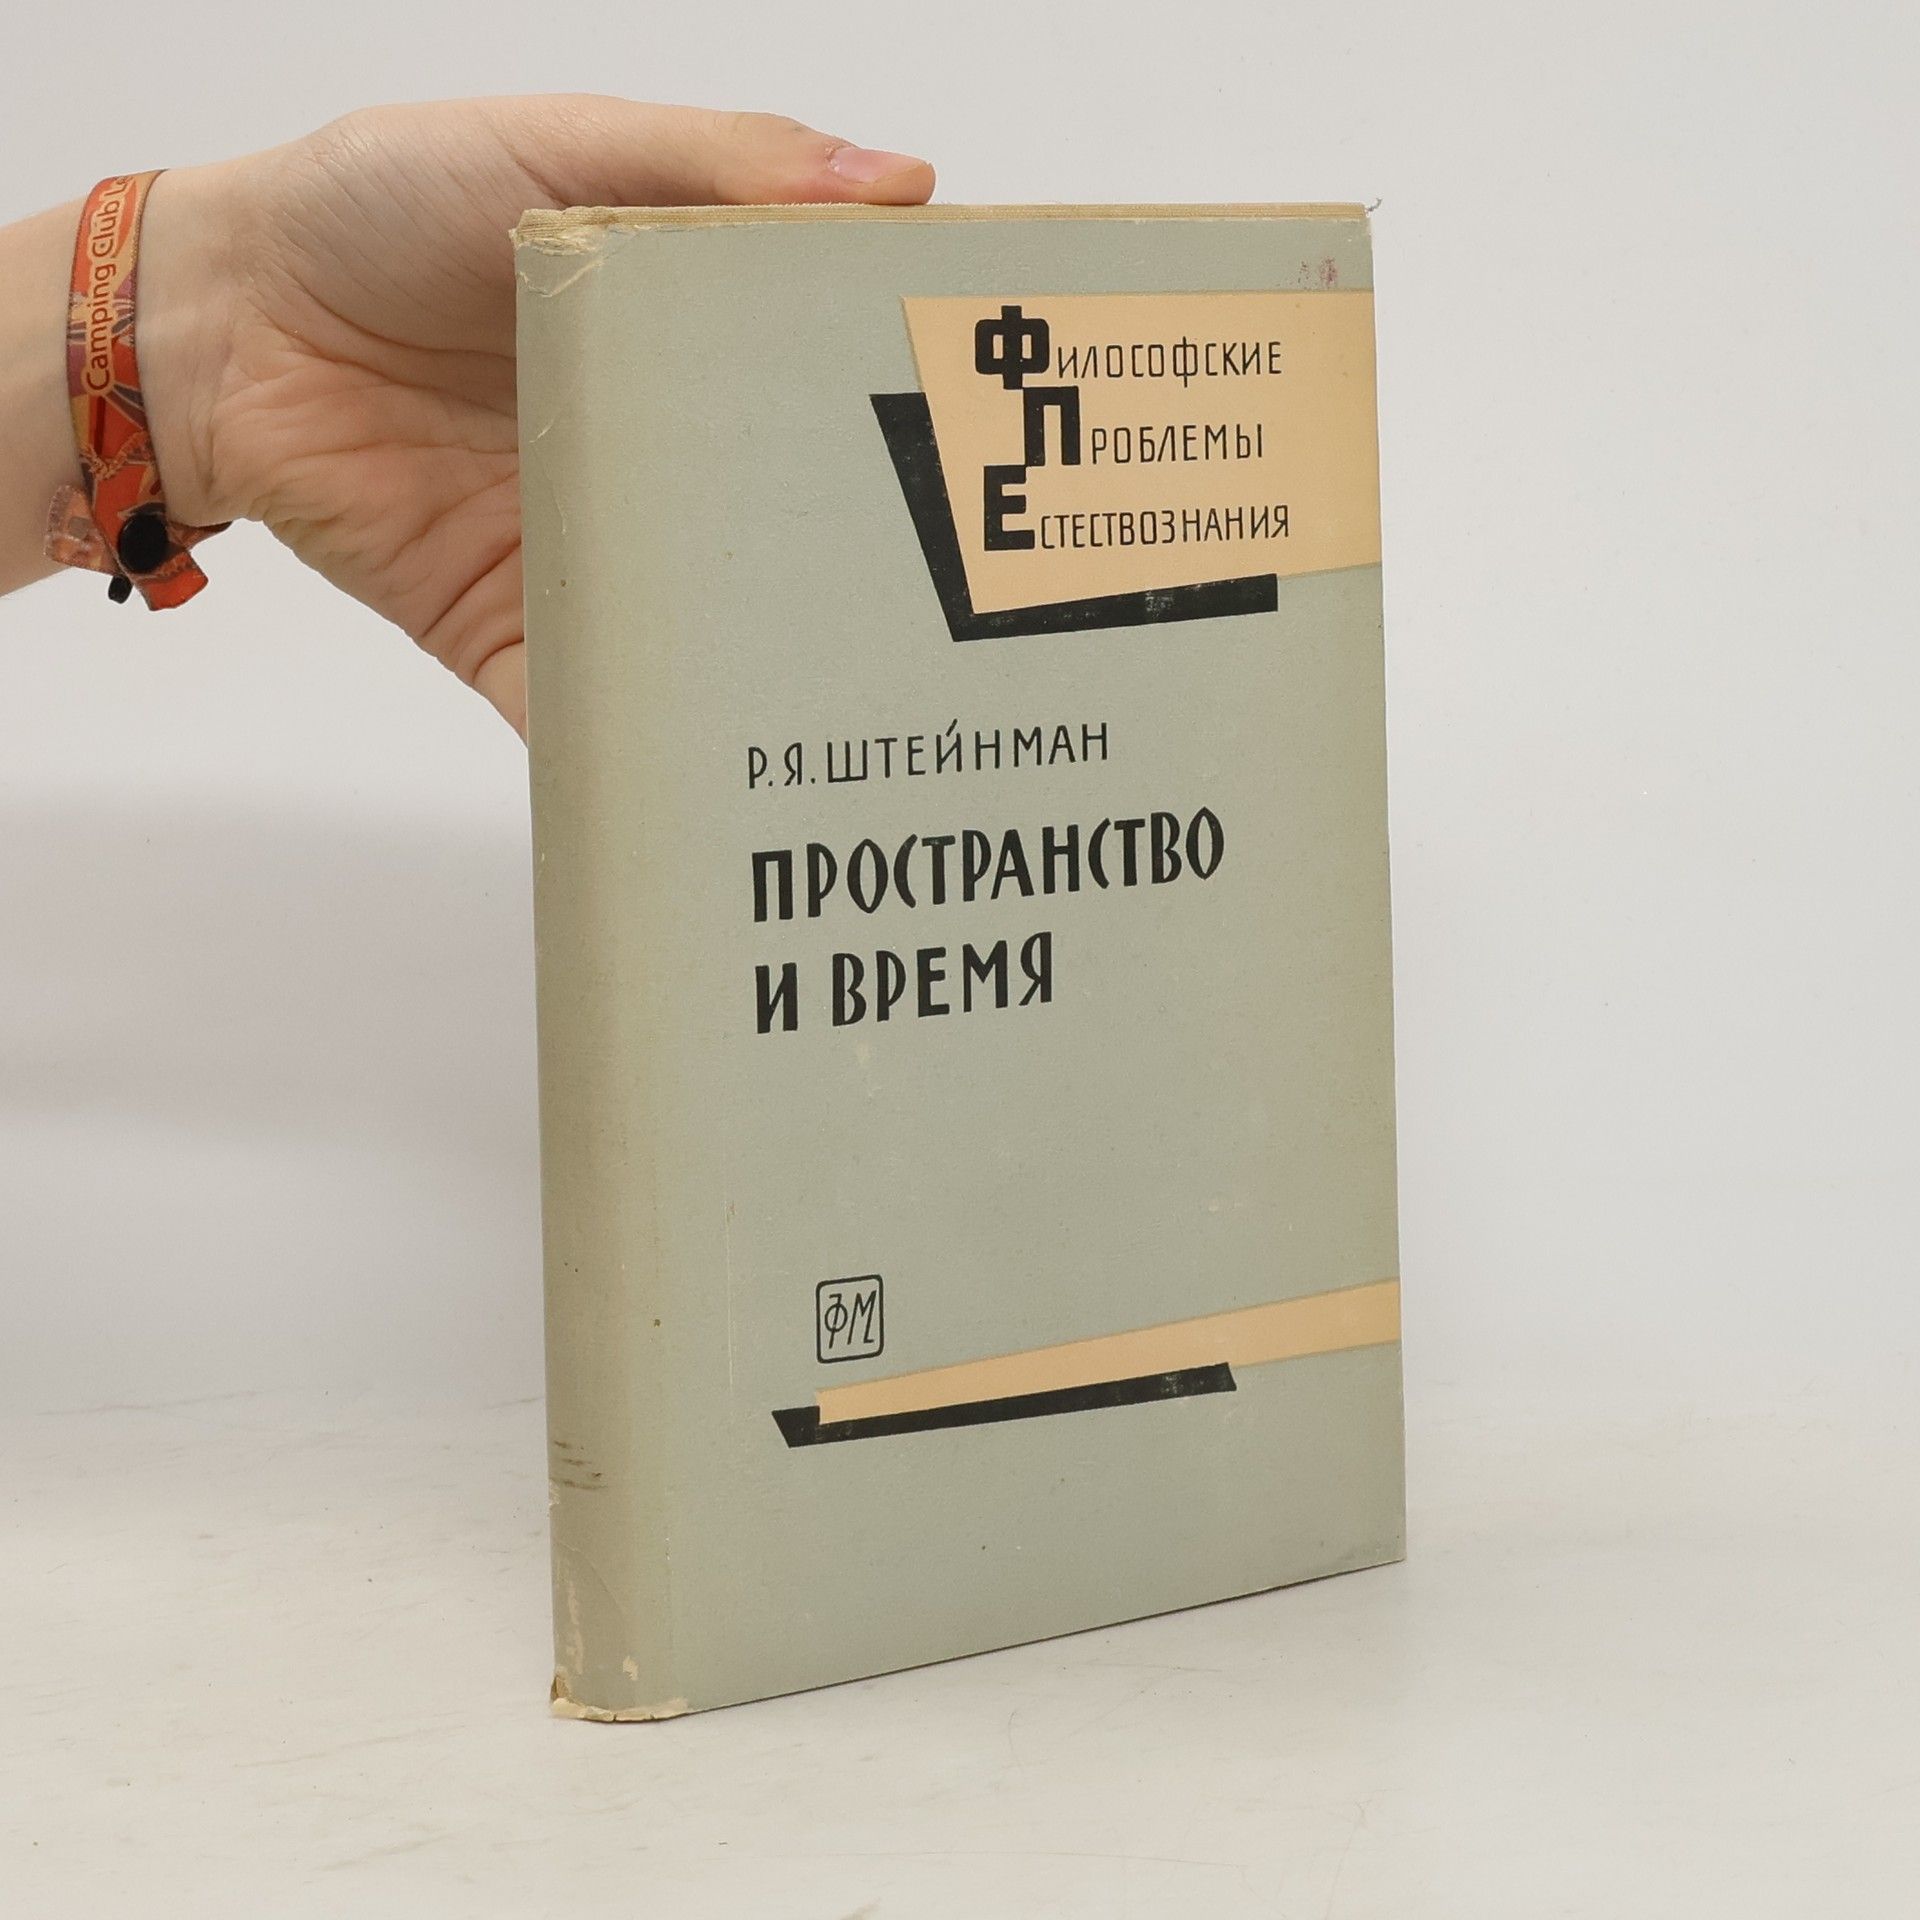 Camping Club
Философские
Проблемы
Естествознания
Р.Я.ШТЕЙНМАН
ПРОСТРАНСТВО
И ВРЕМЯ
ФМ